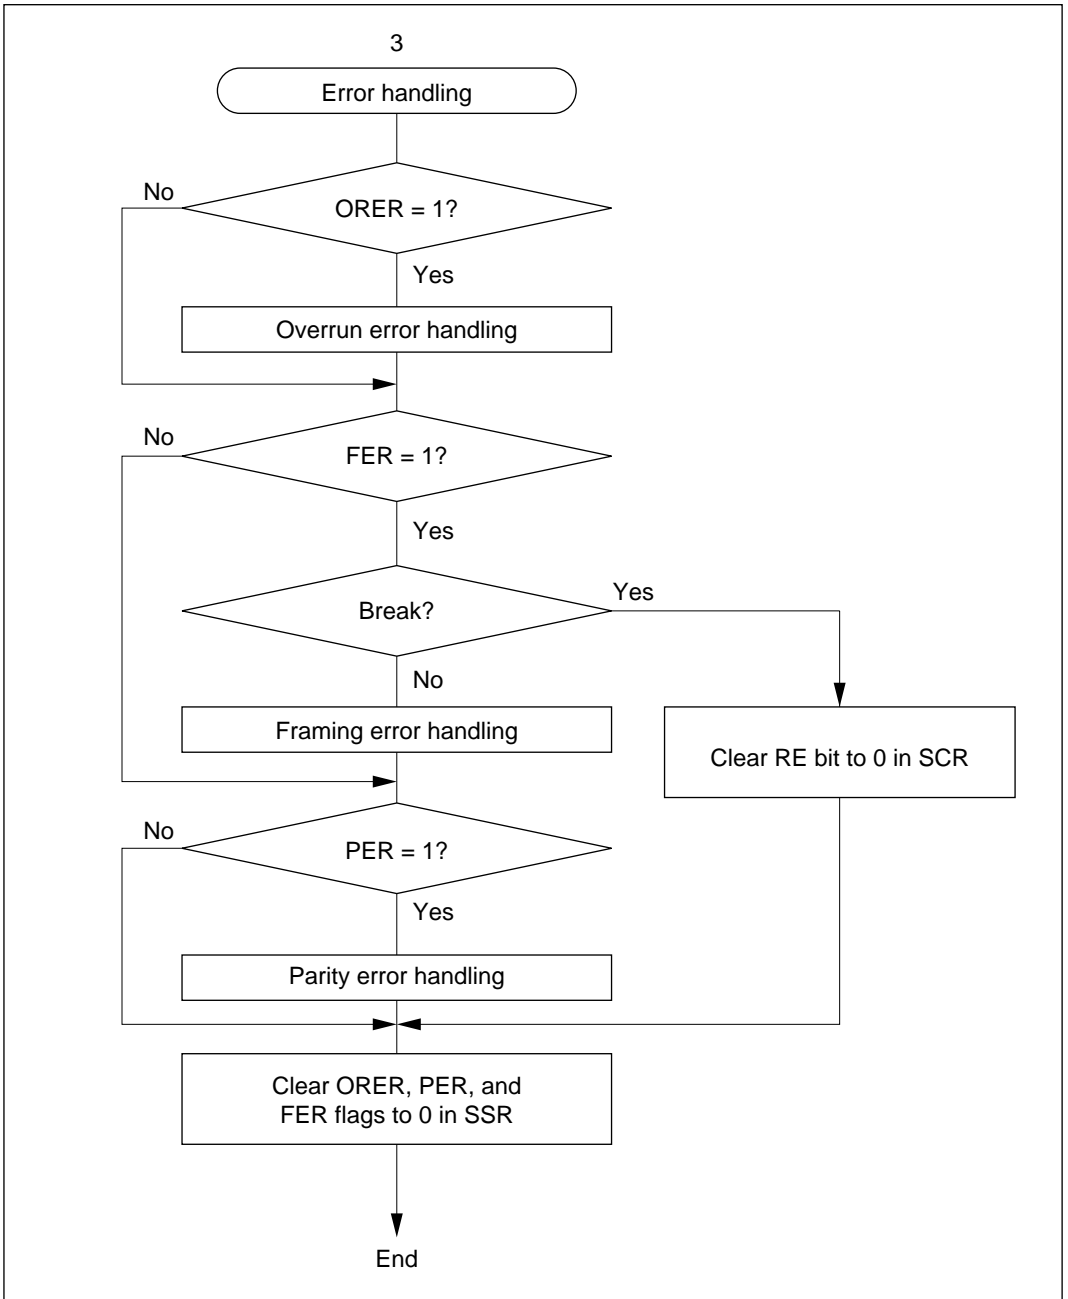 3
Error handling
No
ORER = 1?
Yes
Overrun error handling
No
FER = 1?
Yes
Break?
Yes
No
Framing error handling
Clear RE bit to 0 in SCR
No
PER = 1?
Yes
Parity error handling
Clear ORER, PER, and
FER flags to 0 in SSR
End